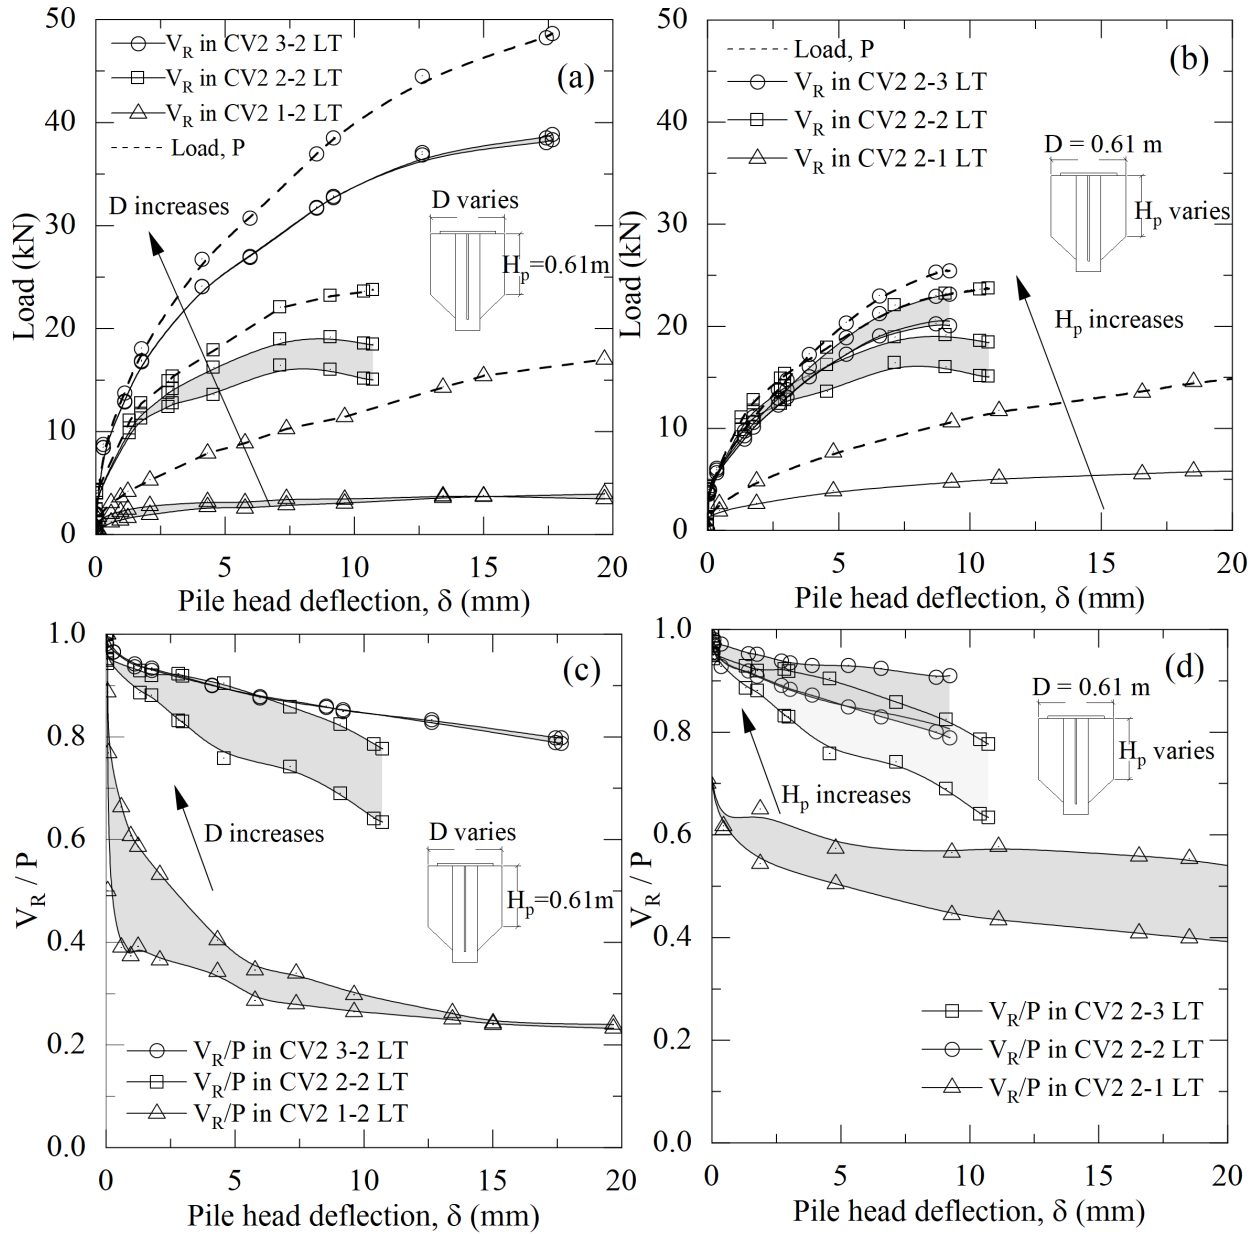 50
40
30
20
10
0
Load (kN)
V_R in CV2 3-2 LT
V_R in CV2 2-2 LT
V_R in CV2 1-2 LT
Load, P
(a)
D increases
D varies
H_p=0.61m
0 5 10 15 20
Pile head deflection, δ (mm)
50
40
30
20
10
0
Load (kN)
Load, P
V_R in CV2 2-3 LT
V_R in CV2 2-2 LT
V_R in CV2 2-1 LT
(b)
D = 0.61 m
H_p varies
H_p increases
0 5 10 15 20
Pile head deflection, δ (mm)
1.0
0.8
0.6
0.4
0.2
0.0
V_R / P
(c)
D increases
D varies
H_p=0.61m
V_R/P in CV2 3-2 LT
V_R/P in CV2 2-2 LT
V_R/P in CV2 1-2 LT
0 5 10 15 20
Pile head deflection, δ (mm)
1.0
0.8
0.6
0.4
0.2
0.0
V_R / P
(d)
D = 0.61 m
H_p varies
H_p increases
V_R/P in CV2 2-3 LT
V_R/P in CV2 2-2 LT
V_R/P in CV2 2-1 LT
0 5 10 15 20
Pile head deflection, δ (mm)